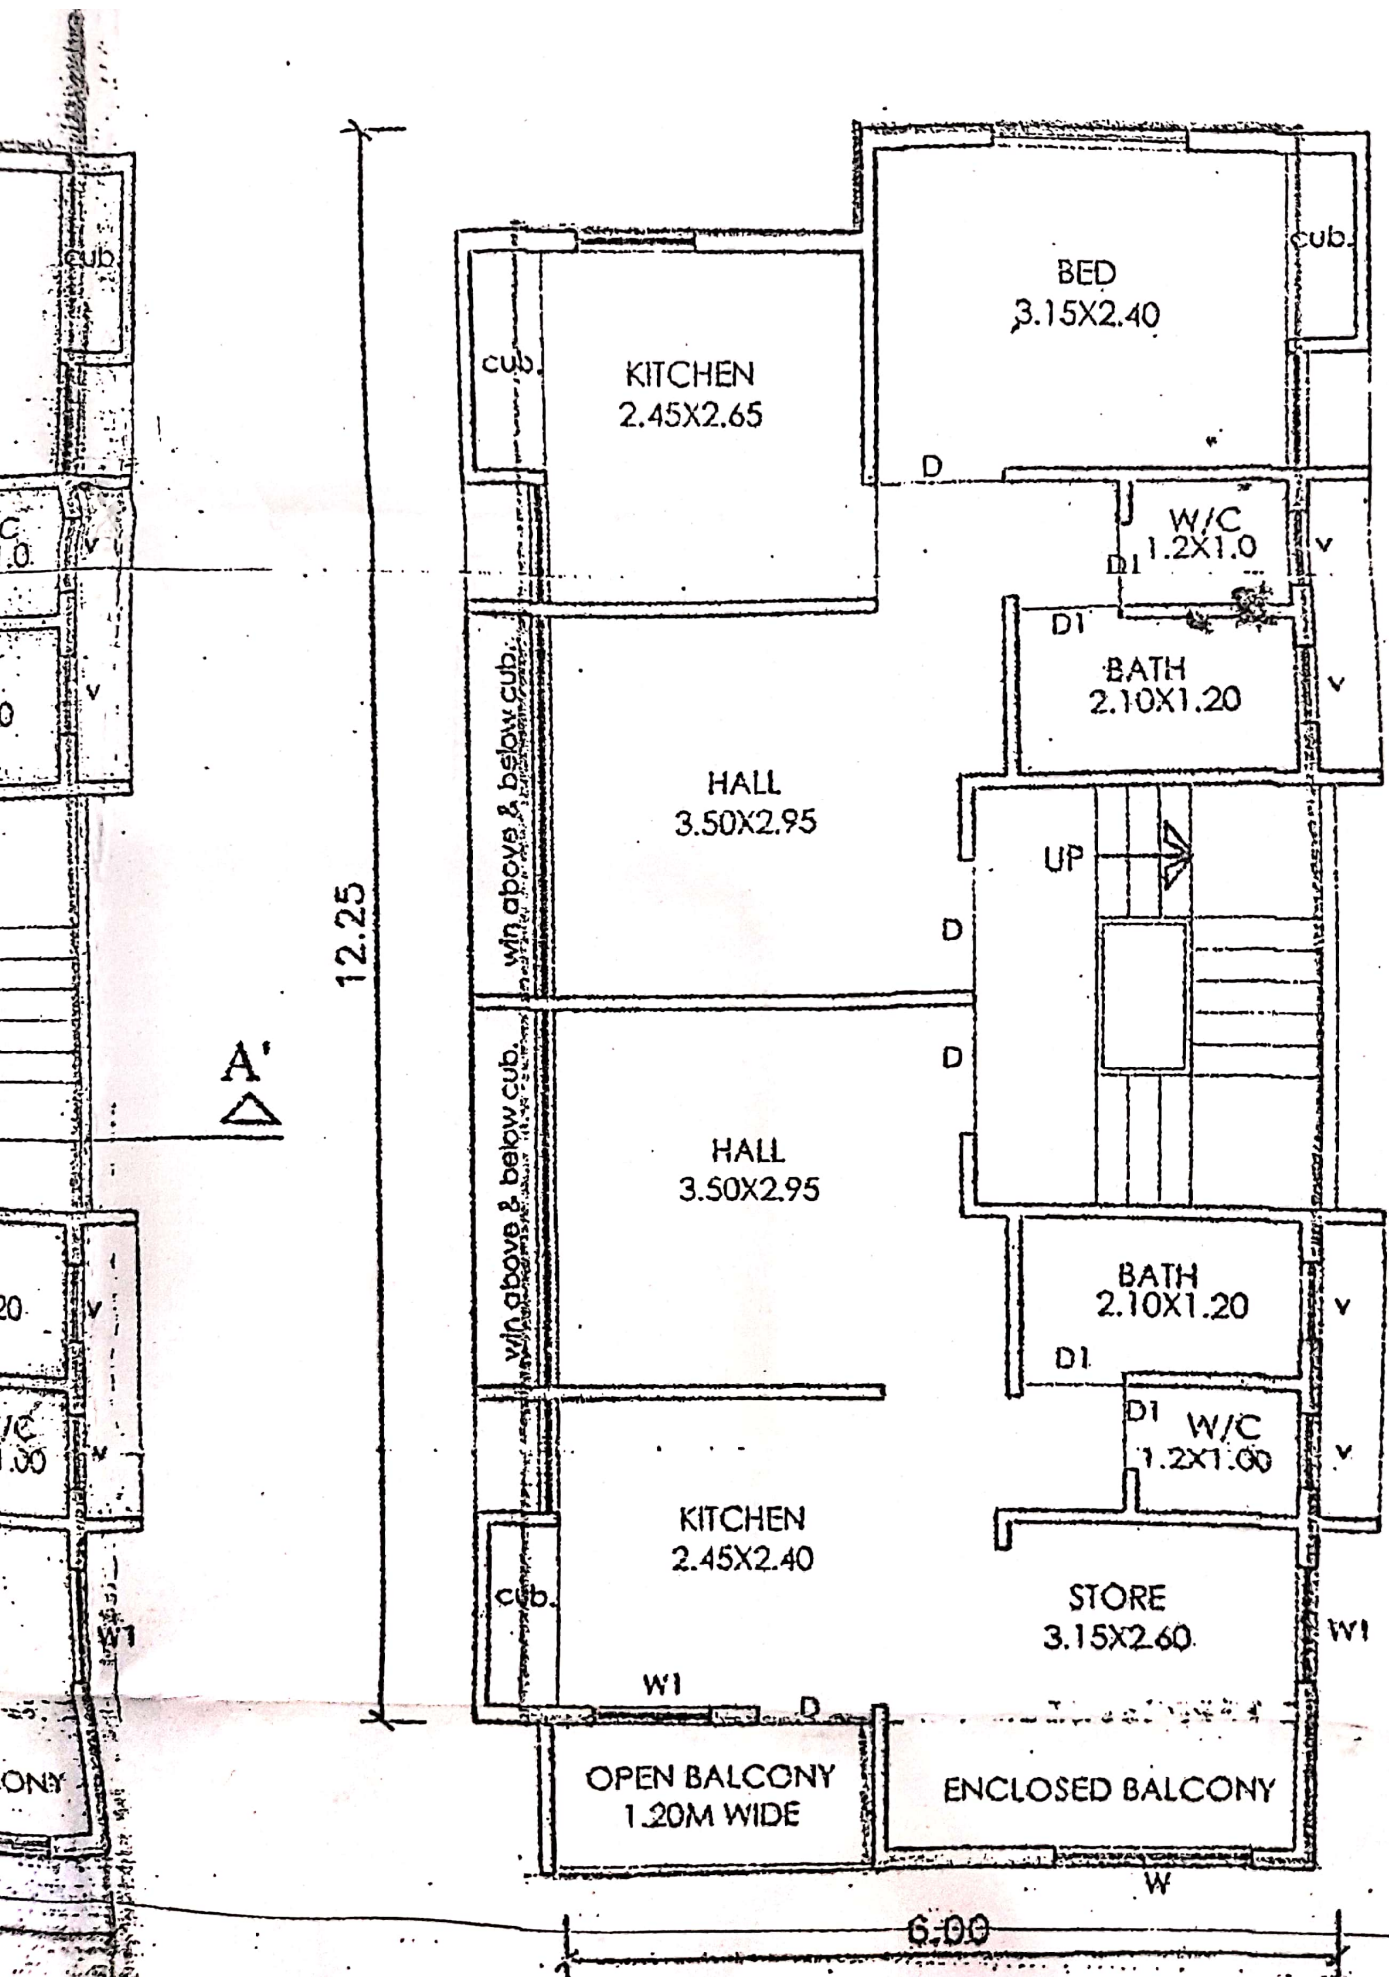 cub.
cub.
BED
3.15X2.40
cub.
KITCHEN
2.45X2.65
D
C
.0
V
W/C
1.2X1.0
V
D1
D1
BATH
2.10X1.20
V
V
0
win above & below cub.
HALL
3.50X2.95
UP
D
12.25
A'
D
win above & below cub.
HALL
3.50X2.95
BATH
2.10X1.20
V
20
V
D1
D1
W/C
1.2X1.00
V
/C
1.00
V
KITCHEN
2.45X2.40
cub.
STORE
3.15X2.60
W1
W1
W1
D
ONY
OPEN BALCONY
1.20M WIDE
ENCLOSED BALCONY
W
6.00